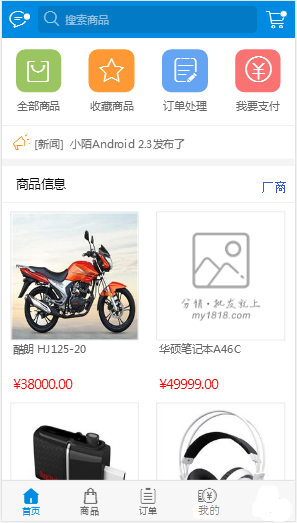 搜索商品
全部商品 收藏商品 订单处理 我要支付
[新闻] 小陌Android 2.3发布了
商品信息 厂商
分情·批发就上
my1818.com
酷朗 HJ125-20 华硕笔记本A46C
¥38000.00 ¥49999.00
首页 商品 订单 我的